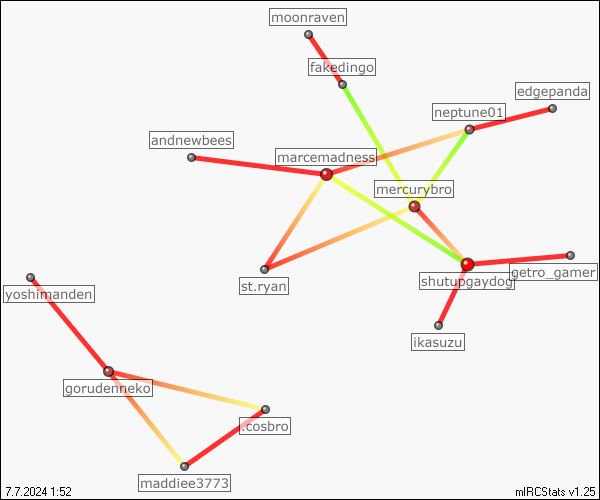 moonraven
fakedingo
edgepanda
neptune01
andnewbees
marcemadness
mercurybro
getro_gamer
shutupgaydog
st.ryan
yoshimanden
ikasuzu
gorudenneko
.cosbro
maddiee3773
7.7.2024 1:52
mIRCStats v1.25